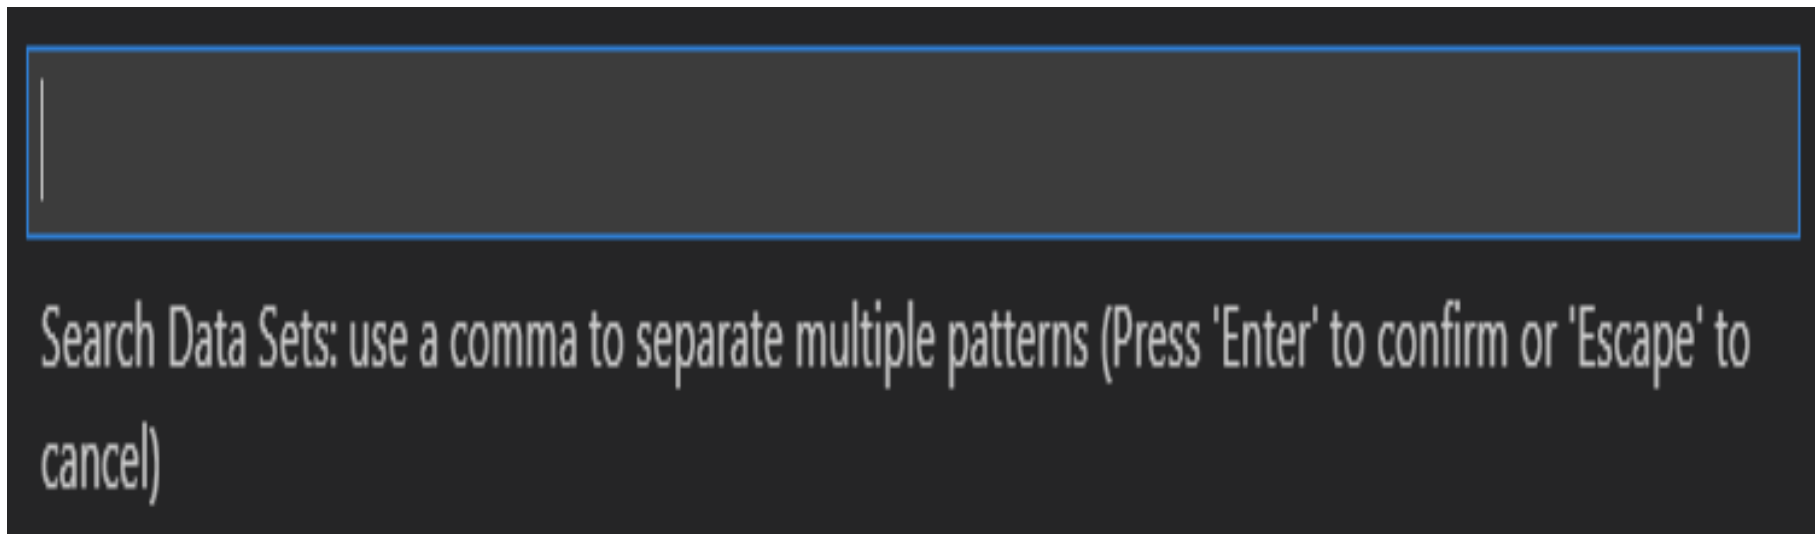 Search Data Sets: use a comma to separate multiple patterns (Press 'Enter' to confirm or 'Escape' to
cancel)